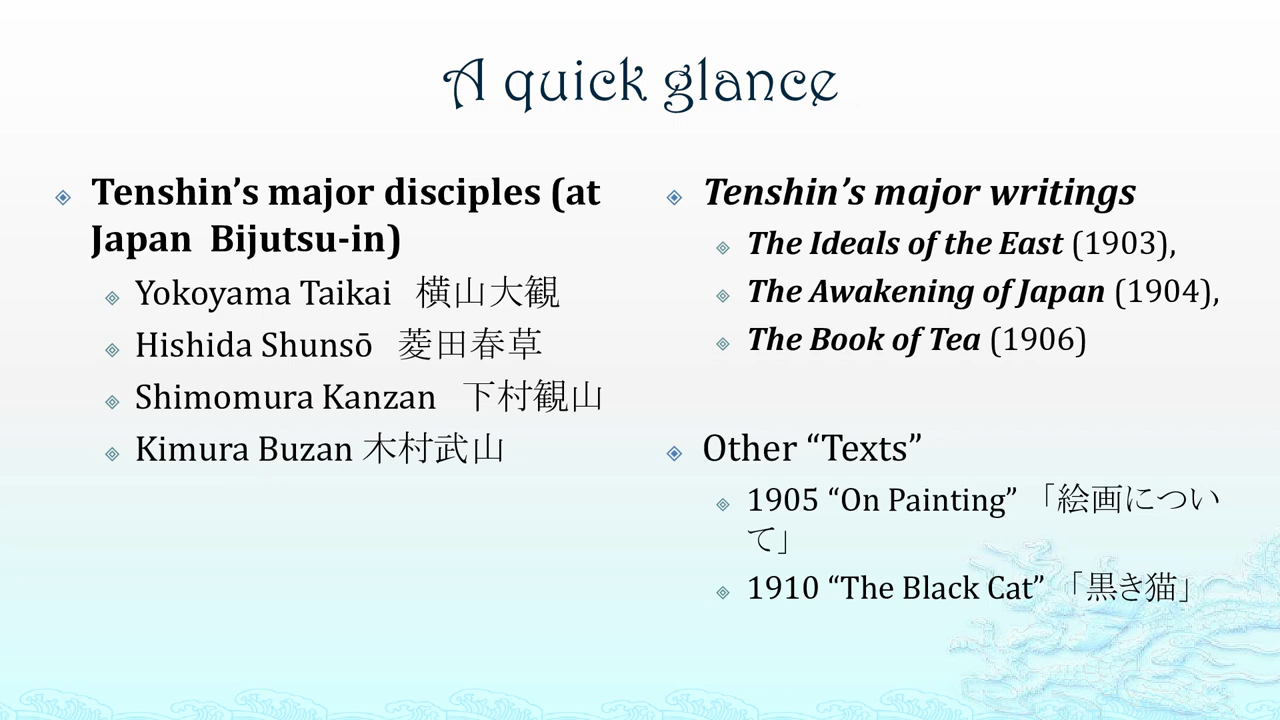 A quick glance
Tenshin’s major disciples (at
Japan Bijutsu-in)
Yokoyama Taikai 横山大観
Hishida Shunsō 菱田春草
Shimomura Kanzan 下村観山
Kimura Buzan 木村武山
Tenshin’s major writings
The Ideals of the East (1903),
The Awakening of Japan (1904),
The Book of Tea (1906)
Other “Texts”
1905 “On Painting” 「絵画につい
て」
1910 “The Black Cat” 「黒き猫」